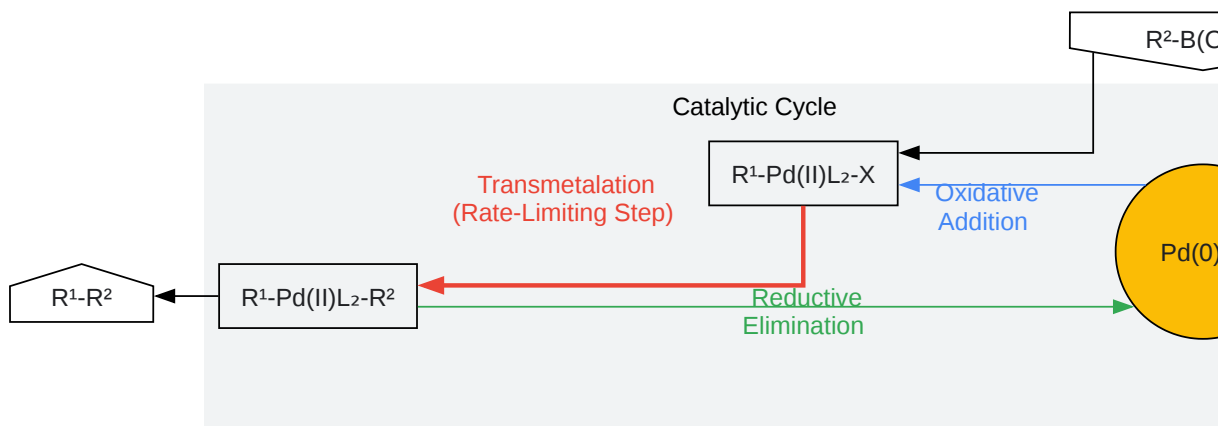 R²-B(
Catalytic Cycle
R¹-Pd(II)L₂-X
Transmetalation
(Rate-Limiting Step)
Oxidative
Addition
Pd(0)
R¹-R²
R¹-Pd(II)L₂-R²
Reductive
Elimination